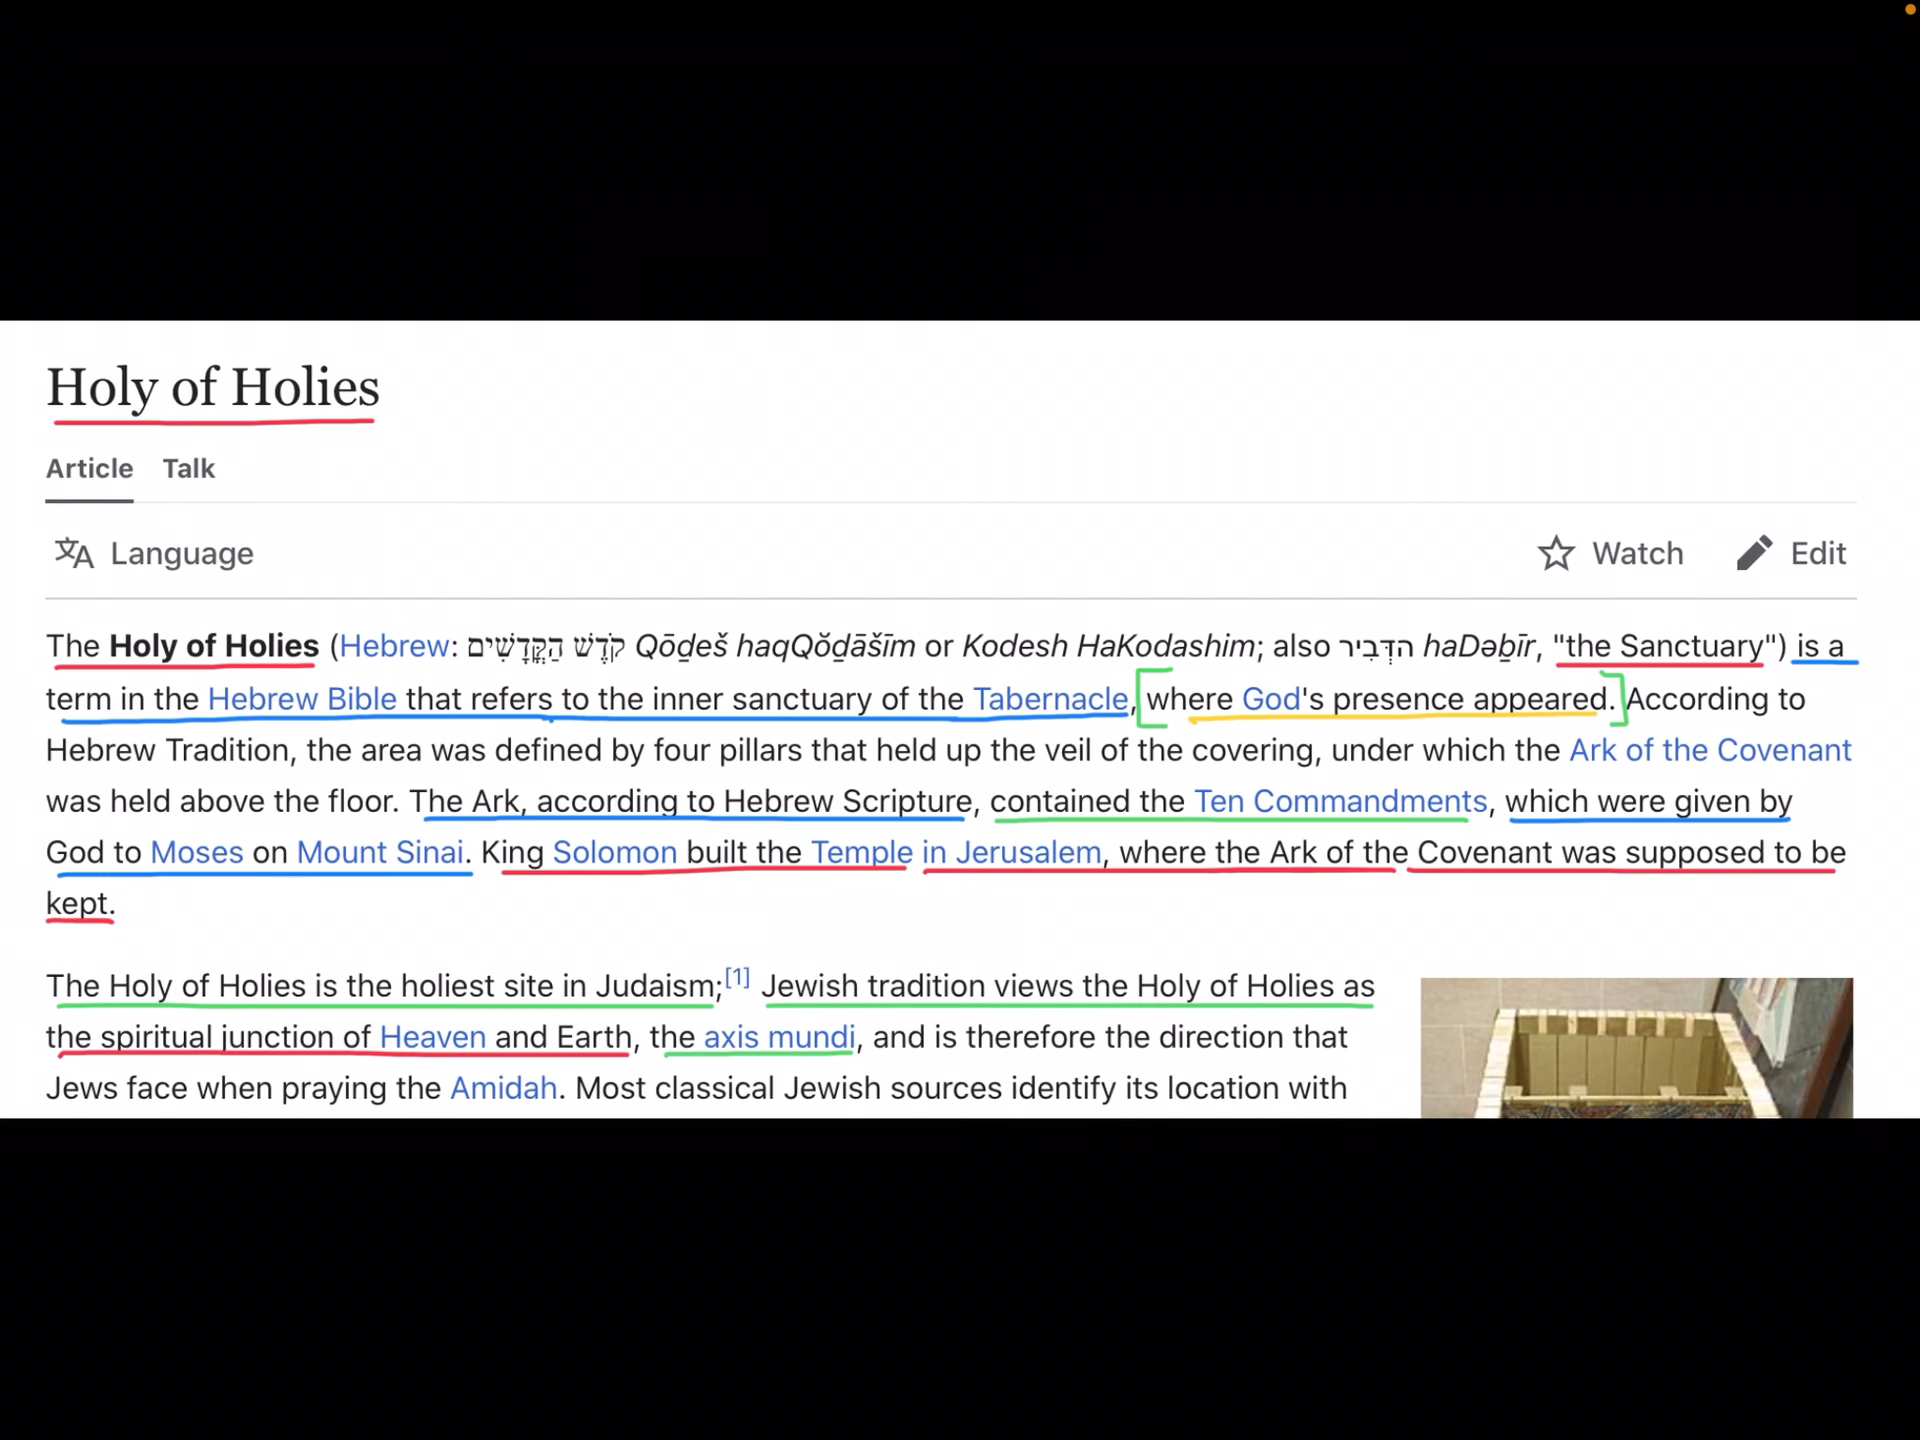 Holy of Holies
Article Talk
Language Watch Edit
The Holy of Holies (Hebrew: קֹדֶשׁ הַקֳּדָשִׁים Qōḏeš haqQŏḏāšīm or Kodesh HaKodashim; also הדְּבִיר haDəḇīr, "the Sanctuary") is a
term in the Hebrew Bible that refers to the inner sanctuary of the Tabernacle, where God's presence appeared. According to
Hebrew Tradition, the area was defined by four pillars that held up the veil of the covering, under which the Ark of the Covenant
was held above the floor. The Ark, according to Hebrew Scripture, contained the Ten Commandments, which were given by
God to Moses on Mount Sinai. King Solomon built the Temple in Jerusalem, where the Ark of the Covenant was supposed to be
kept.
The Holy of Holies is the holiest site in Judaism;[1] Jewish tradition views the Holy of Holies as
the spiritual junction of Heaven and Earth, the axis mundi, and is therefore the direction that
Jews face when praying the Amidah. Most classical Jewish sources identify its location with